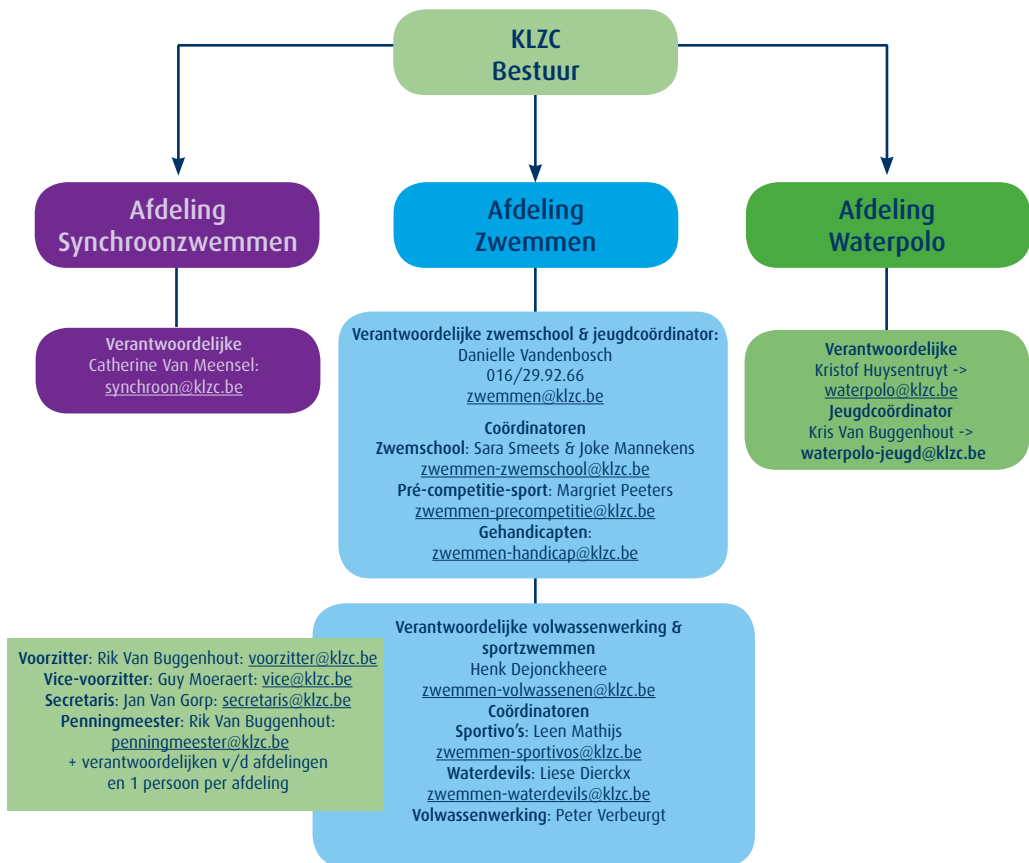 KLZC
Bestuur
Afdeling
Synchroonzwemmen
Afdeling
Zwemmen
Afdeling
Waterpolo
Verantwoordelijke
Catherine Van Meensel:
synchroon@klzc.be
Verantwoordelijke zwemschool & jeugdcoördinator:
Danielle Vandenbosch
016/29.92.66
zwemmen@klzc.be
Coördinatoren
Zwemschool: Sara Smeets & Joke Mannekens
zwemmen-zwemschool@klzc.be
Pré-competitie-sport: Margriet Peeters
zwemmen-precompetitie@klzc.be
Gehandicapten:
zwemmen-handicap@klzc.be
Verantwoordelijke
Kristof Huysentruyt ->
waterpolo@klzc.be
Jeugdcoördinator
Kris Van Buggenhout ->
waterpolo-jeugd@klzc.be
Voorzitter: Rik Van Buggenhout: voorzitter@klzc.be
Vice-voorzitter: Guy Moeraert: vice@klzc.be
Secretaris: Jan Van Gorp: secretaris@klzc.be
Penningmeester: Rik Van Buggenhout:
penningmeester@klzc.be
+ verantwoordelijken v/d afdelingen
en 1 persoon per afdeling
Verantwoordelijke volwassenwerking &
sportzwemmen
Henk Dejonckheere
zwemmen-volwassenen@klzc.be
Coördinatoren
Sportivo's: Leen Mathijs
zwemmen-sportivos@klzc.be
Waterdevils: Liese Dierckx
zwemmen-waterdevils@klzc.be
Volwassenwerking: Peter Verbeurgt